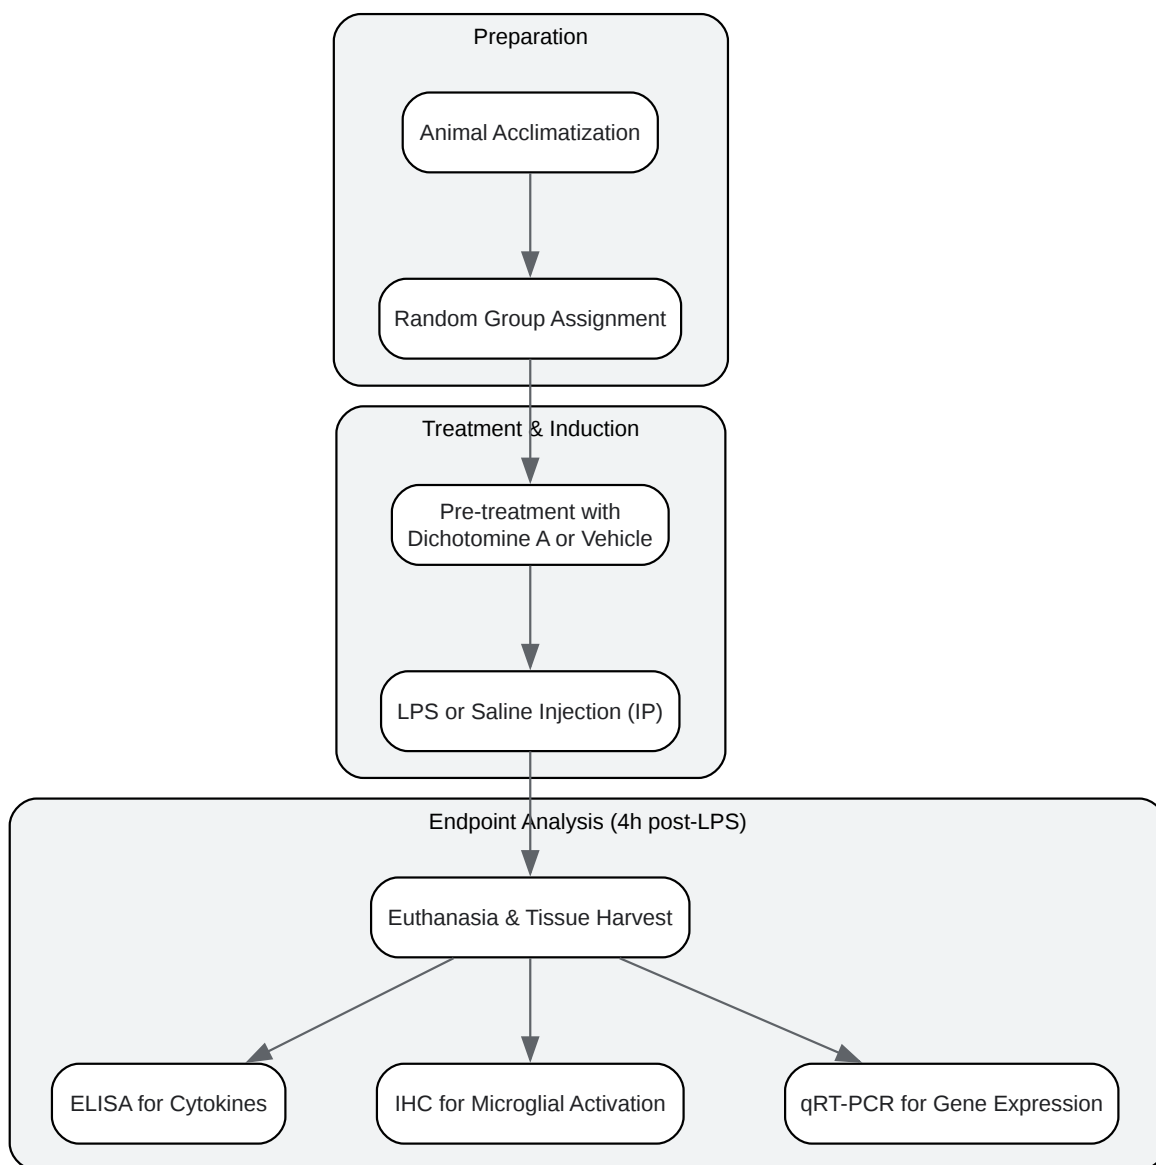 Preparation
Animal Acclimatization
Random Group Assignment
Treatment & Induction
Pre-treatment with
Dichotomine A or Vehicle
LPS or Saline Injection (IP)
Endpoint Analysis (4h post-LPS)
Euthanasia & Tissue Harvest
ELISA for Cytokines
IHC for Microglial Activation
qRT-PCR for Gene Expression